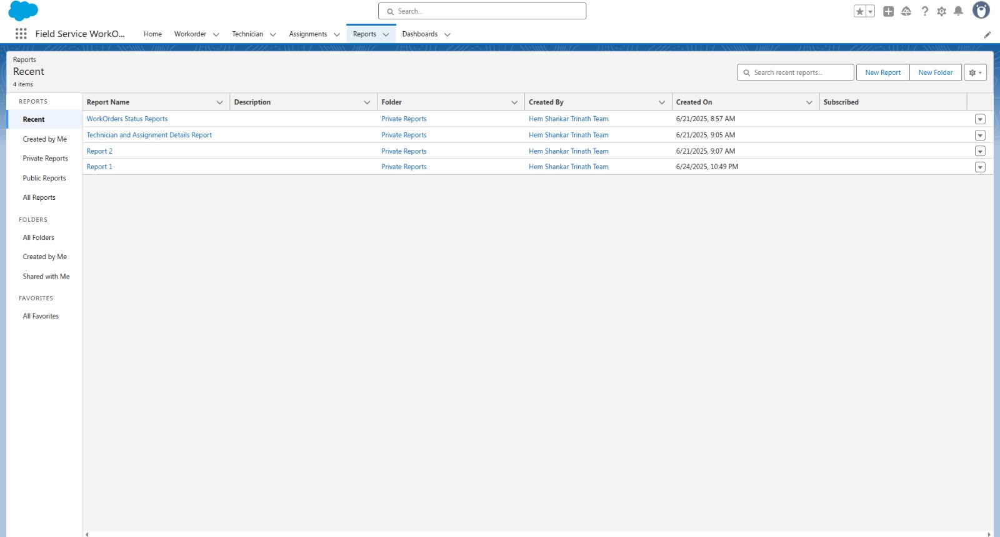 Search...
Field Service WorkO...
Home
Workorder
Technician
Assignments
Reports
Dashboards
Reports
Recent
4 items
Search recent reports...
New Report
New Folder
REPORTS
Recent
Created by Me
Private Reports
Public Reports
All Reports
FOLDERS
All Folders
Created by Me
Shared with Me
FAVORITES
All Favorites
Report Name Description Folder Created By Created On Subscribed
WorkOrders Status Reports Private Reports Hem Shankar Trinath Team 6/21/2025, 8:57 AM
Technician and Assignment Details Report Private Reports Hem Shankar Trinath Team 6/21/2025, 9:05 AM
Report 2 Private Reports Hem Shankar Trinath Team 6/21/2025, 9:07 AM
Report 1 Private Reports Hem Shankar Trinath Team 6/24/2025, 10:49 PM